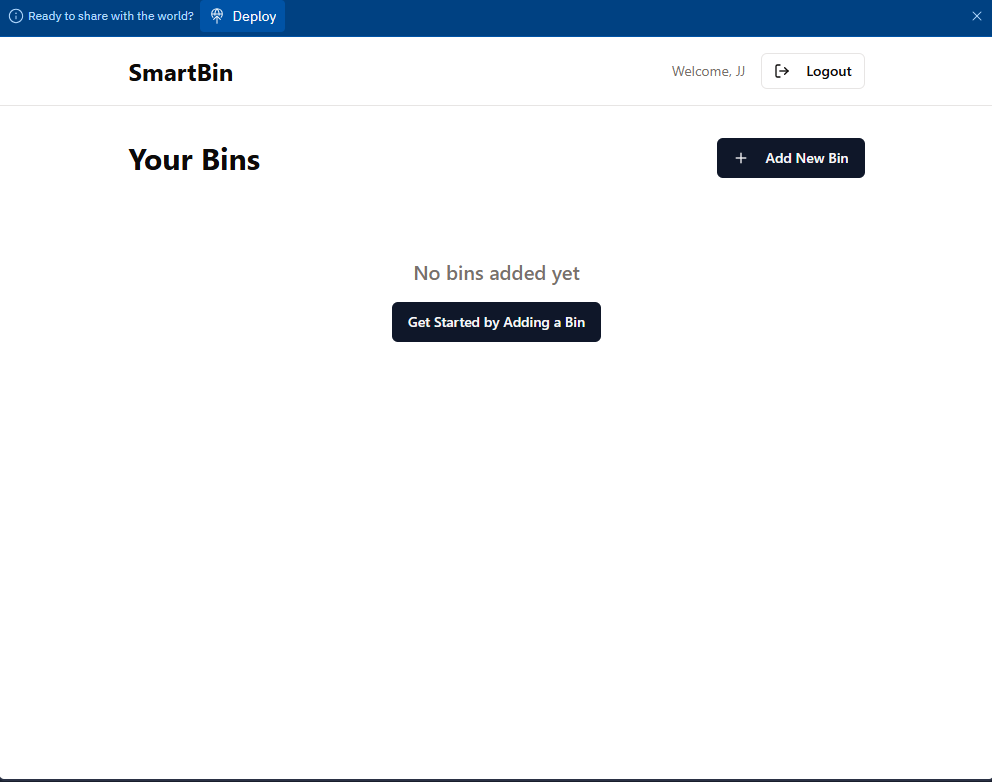 Ready to share with the world? Deploy
SmartBin
Welcome, JJ
Logout
Your Bins
Add New Bin
No bins added yet
Get Started by Adding a Bin